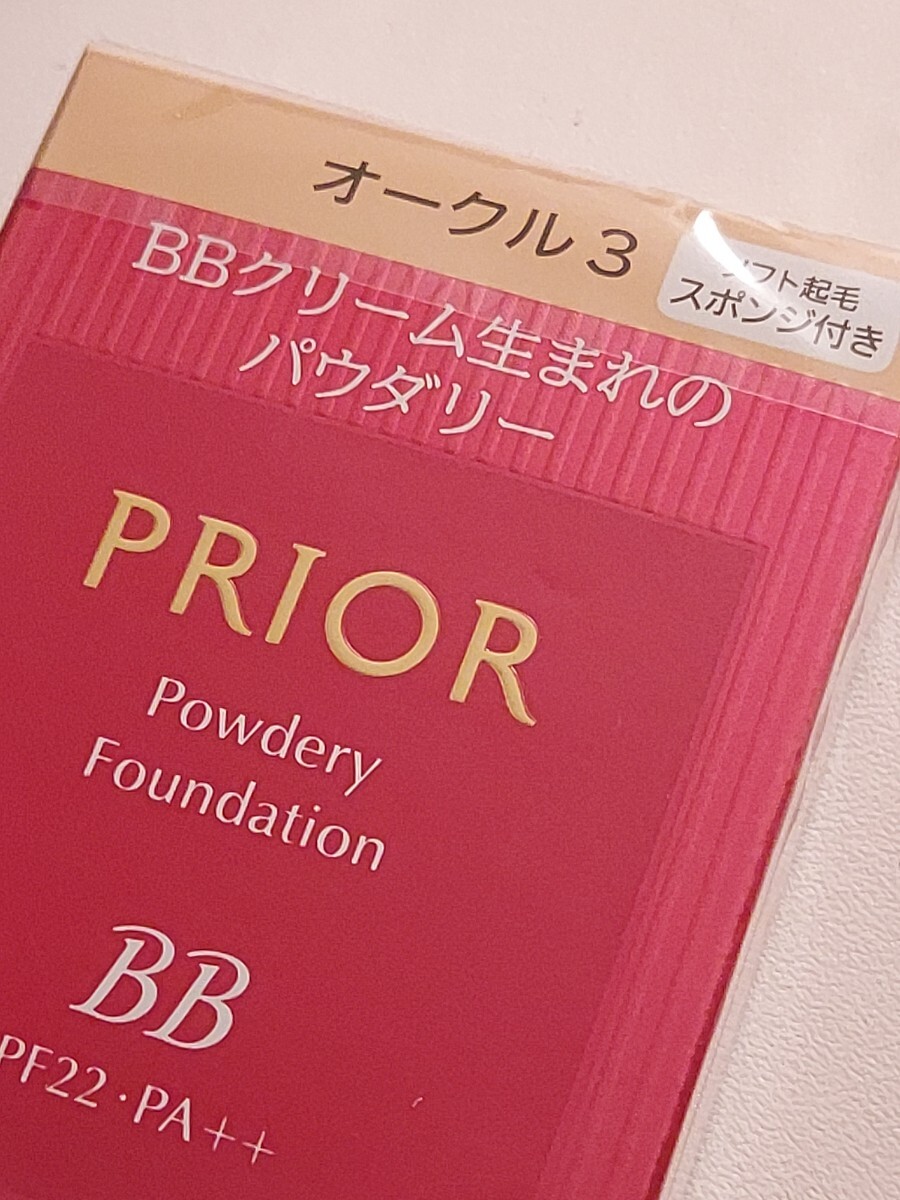 オークル3
ソフト起毛
スポンジ付き
BBクリーム生まれの
パウダリー
PRIOR
Powdery
Foundation
BB
PF22・PA++